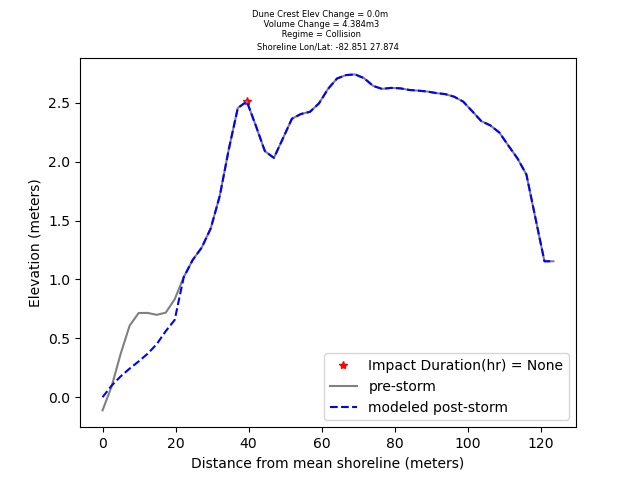 Dune Crest Elev Change = 0.0m
Volume Change = 4.384m3
Regime = Collision
Shoreline Lon/Lat: -82.851 27.874
Elevation (meters)
2.5
2.0
1.5
1.0
0.5
0.0
Impact Duration(hr) = None
pre-storm
modeled post-storm
0 20 40 60 80 100 120
Distance from mean shoreline (meters)